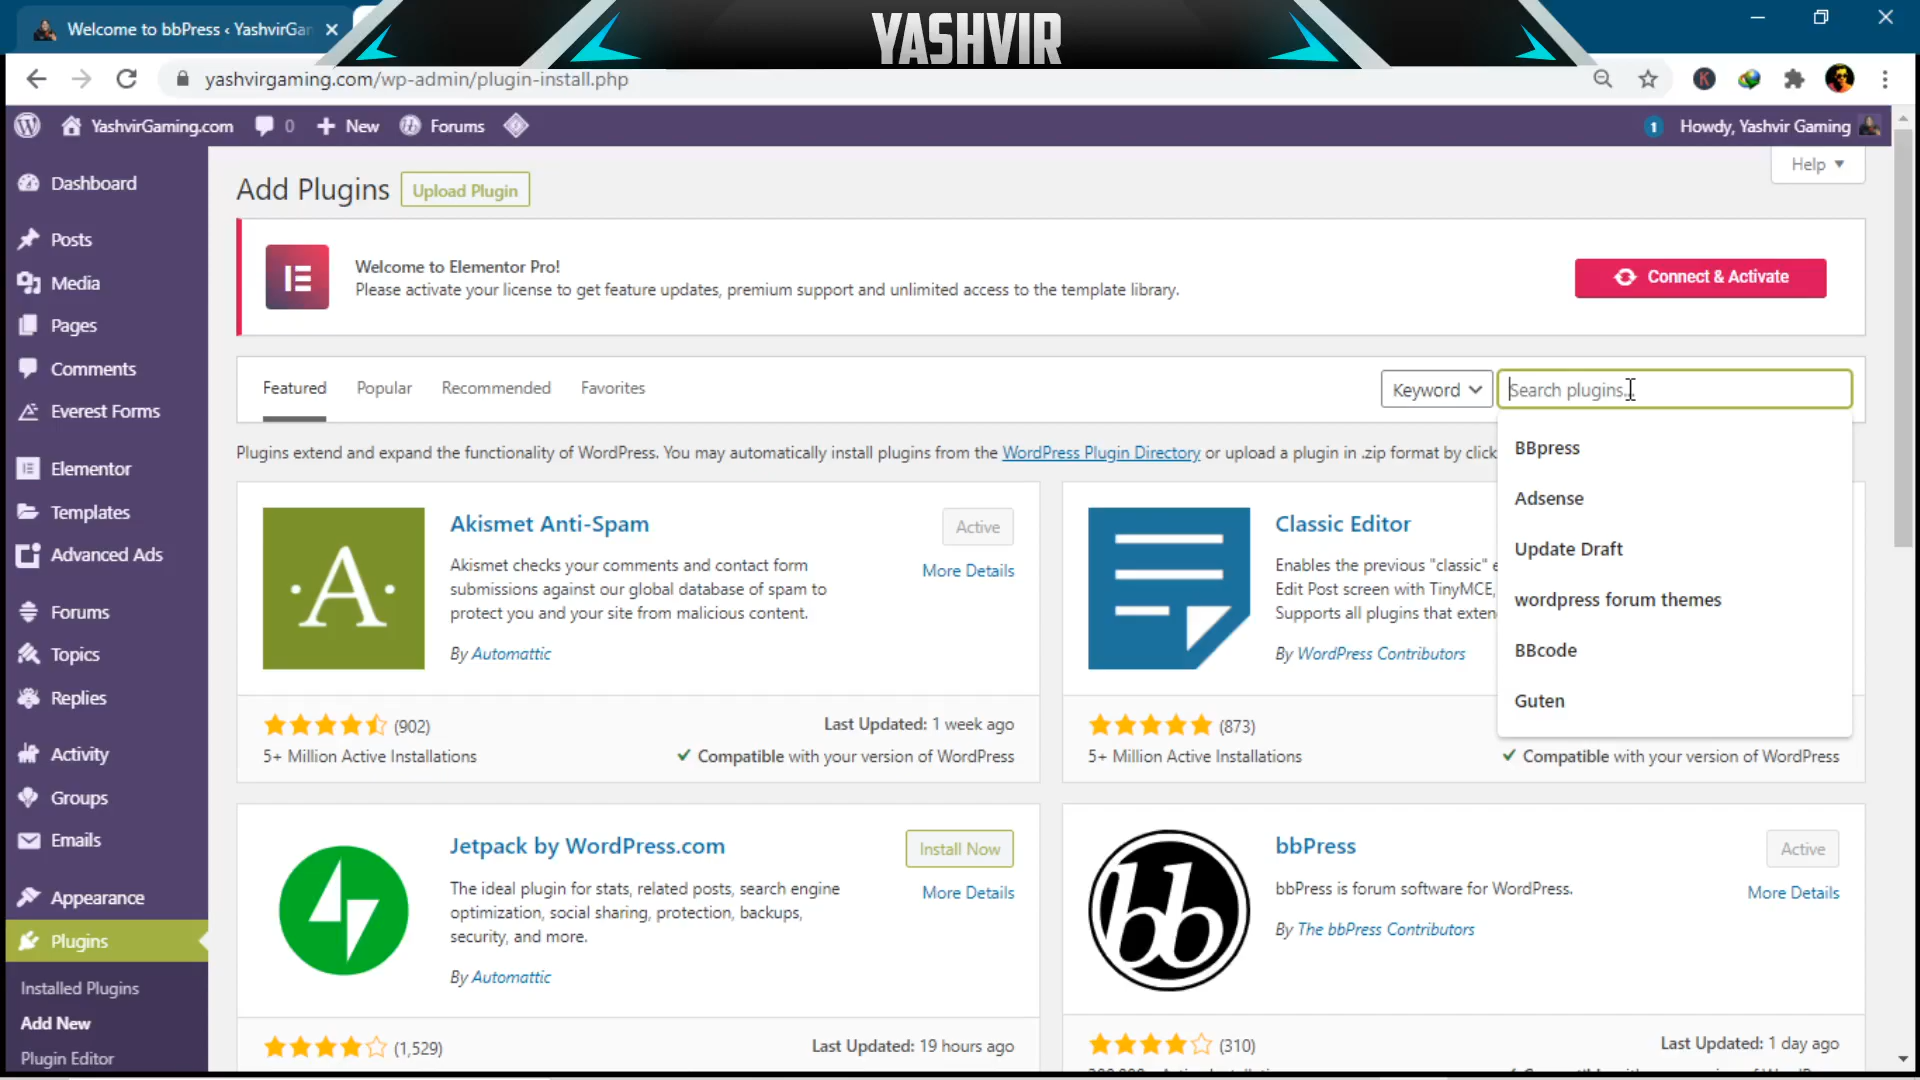 YASHVIR
Welcome to bbPress ‹ YashvirGar
yashvirgaming.com/wp-admin/plugin-install.php
K
YashvirGaming.com
0
New
Forums
1
Howdy, Yashvir Gaming
Dashboard
Posts
Media
Pages
Comments
Everest Forms
Elementor
Templates
Advanced Ads
Forums
Topics
Replies
Activity
Groups
Emails
Appearance
Plugins
Installed Plugins
Add New
Plugin Editor
Help
Add Plugins
Upload Plugin
Welcome to Elementor Pro!
Please activate your license to get feature updates, premium support and unlimited access to the template library.
Connect & Activate
Featured
Popular
Recommended
Favorites
Keyword
Search plugins...
BBpress
Adsense
Update Draft
wordpress forum themes
BBcode
Guten
Plugins extend and expand the functionality of WordPress. You may automatically install plugins from the WordPress Plugin Directory or upload a plugin in .zip format by click
·A·
Akismet Anti-Spam
Active
More Details
Akismet checks your comments and contact form
submissions against our global database of spam to
protect you and your site from malicious content.
By Automattic
(902)
Last Updated: 1 week ago
5+ Million Active Installations
Compatible with your version of WordPress
Classic Editor
Enables the previous "classic" e
Edit Post screen with TinyMCE,
Supports all plugins that exten
By WordPress Contributors
(873)
5+ Million Active Installations
Compatible with your version of WordPress
Jetpack by WordPress.com
Install Now
More Details
The ideal plugin for stats, related posts, search engine
optimization, social sharing, protection, backups,
security, and more.
By Automattic
(1,529)
Last Updated: 19 hours ago
bb
bbPress
Active
More Details
bbPress is forum software for WordPress.
By The bbPress Contributors
(310)
Last Updated: 1 day ago